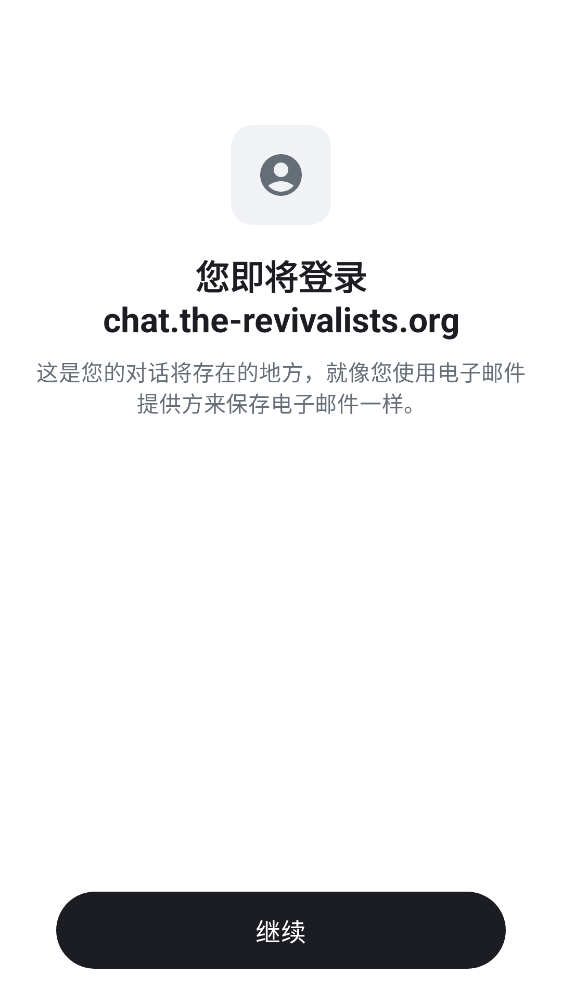 您即将登录
chat.the-revivalists.org
这是您的对话将存在的地方，就像您使用电子邮件
提供方来保存电子邮件一样。
继续